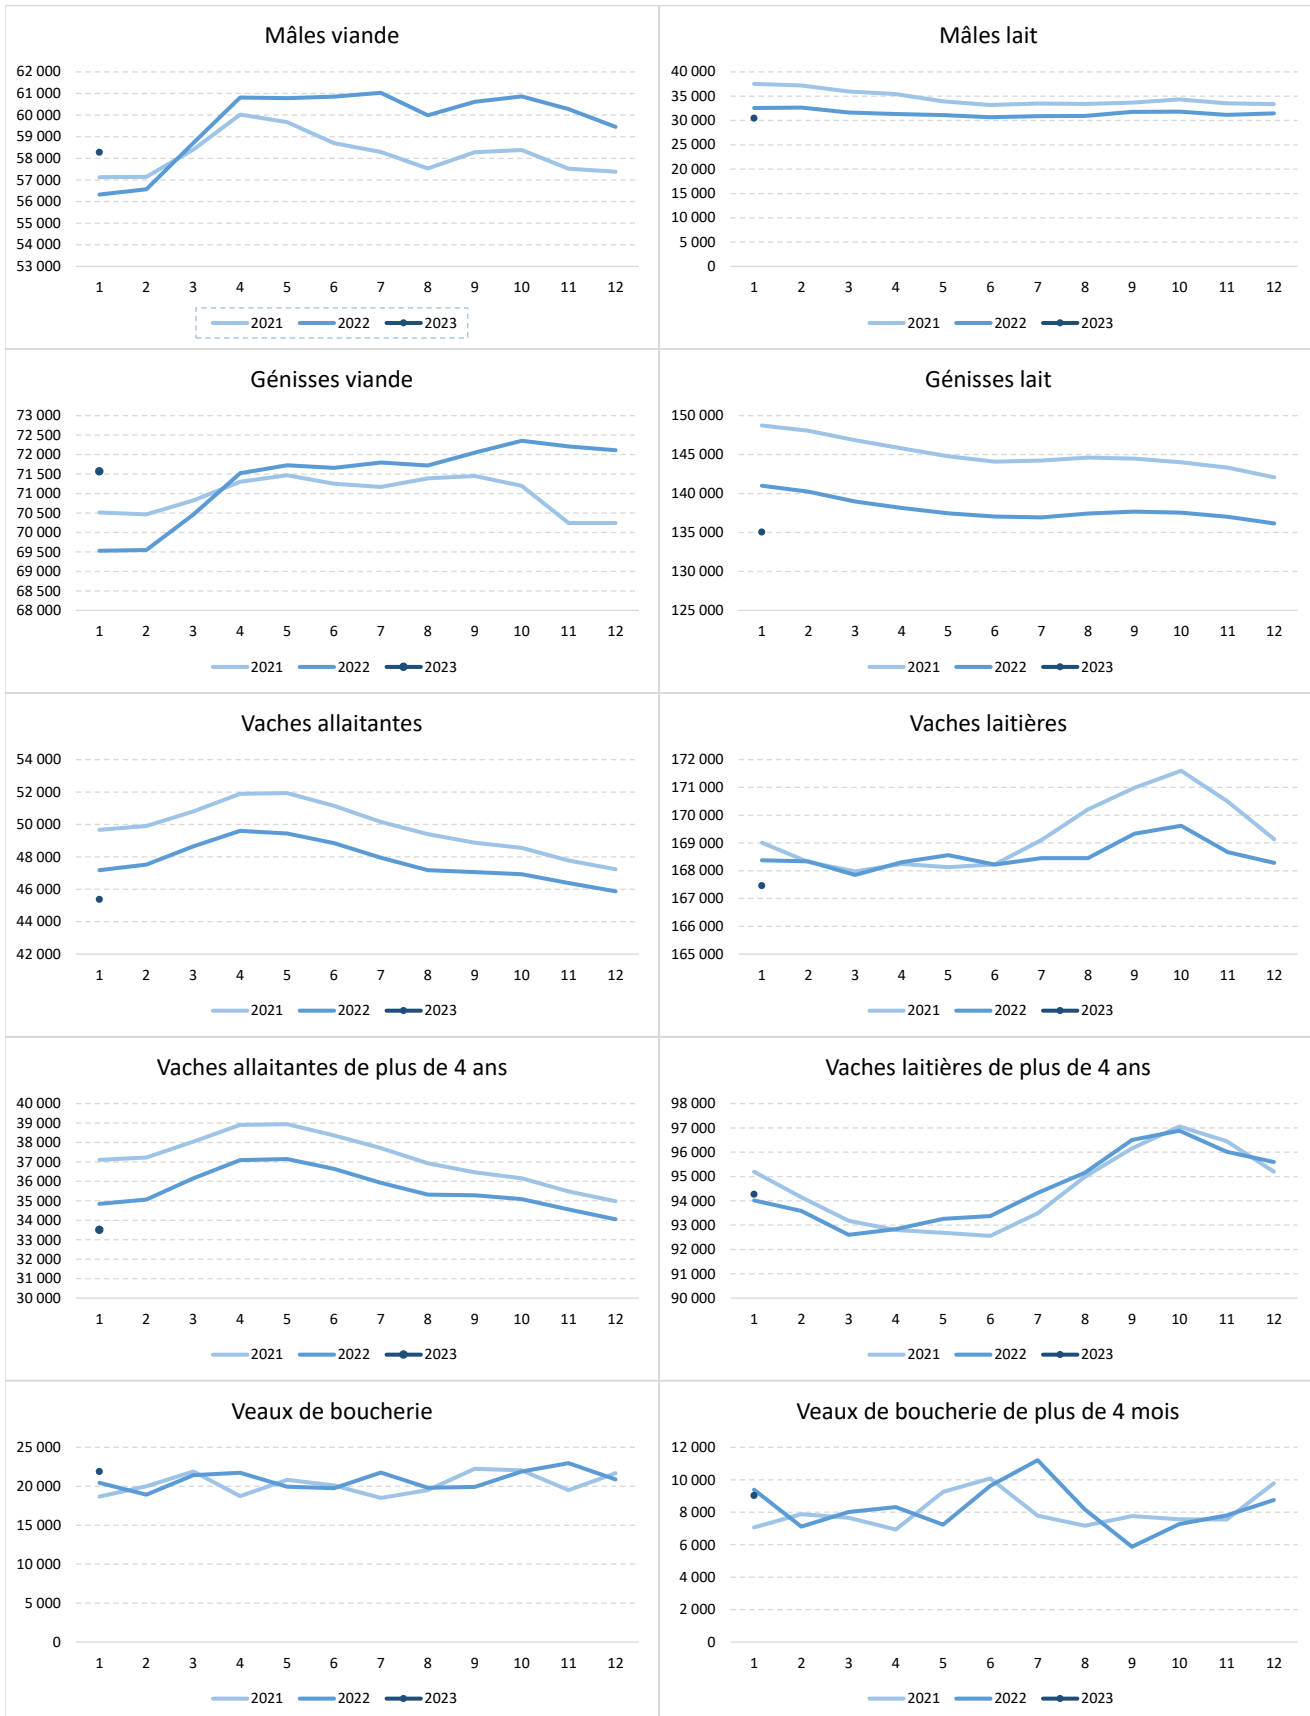 Mâles viande
62 000
61 000
60 000
59 000
58 000
57 000
56 000
55 000
54 000
53 000
1 2 3 4 5 6 7 8 9 10 11 12
2021 2022 2023
Mâles lait
40 000
35 000
30 000
25 000
20 000
15 000
10 000
5 000
0
1 2 3 4 5 6 7 8 9 10 11 12
2021 2022 2023
Génisses viande
73 000
72 500
72 000
71 500
71 000
70 500
70 000
69 500
69 000
68 500
68 000
1 2 3 4 5 6 7 8 9 10 11 12
2021 2022 2023
Génisses lait
150 000
145 000
140 000
135 000
130 000
125 000
1 2 3 4 5 6 7 8 9 10 11 12
2021 2022 2023
Vaches allaitantes
54 000
52 000
50 000
48 000
46 000
44 000
42 000
1 2 3 4 5 6 7 8 9 10 11 12
2021 2022 2023
Vaches laitières
172 000
171 000
170 000
169 000
168 000
167 000
166 000
165 000
1 2 3 4 5 6 7 8 9 10 11 12
2021 2022 2023
Vaches allaitantes de plus de 4 ans
40 000
39 000
38 000
37 000
36 000
35 000
34 000
33 000
32 000
31 000
30 000
1 2 3 4 5 6 7 8 9 10 11 12
2021 2022 2023
Vaches laitières de plus de 4 ans
98 000
97 000
96 000
95 000
94 000
93 000
92 000
91 000
90 000
1 2 3 4 5 6 7 8 9 10 11 12
2021 2022 2023
Veaux de boucherie
25 000
20 000
15 000
10 000
5 000
0
1 2 3 4 5 6 7 8 9 10 11 12
2021 2022 2023
Veaux de boucherie de plus de 4 mois
12 000
10 000
8 000
6 000
4 000
2 000
0
1 2 3 4 5 6 7 8 9 10 11 12
2021 2022 2023